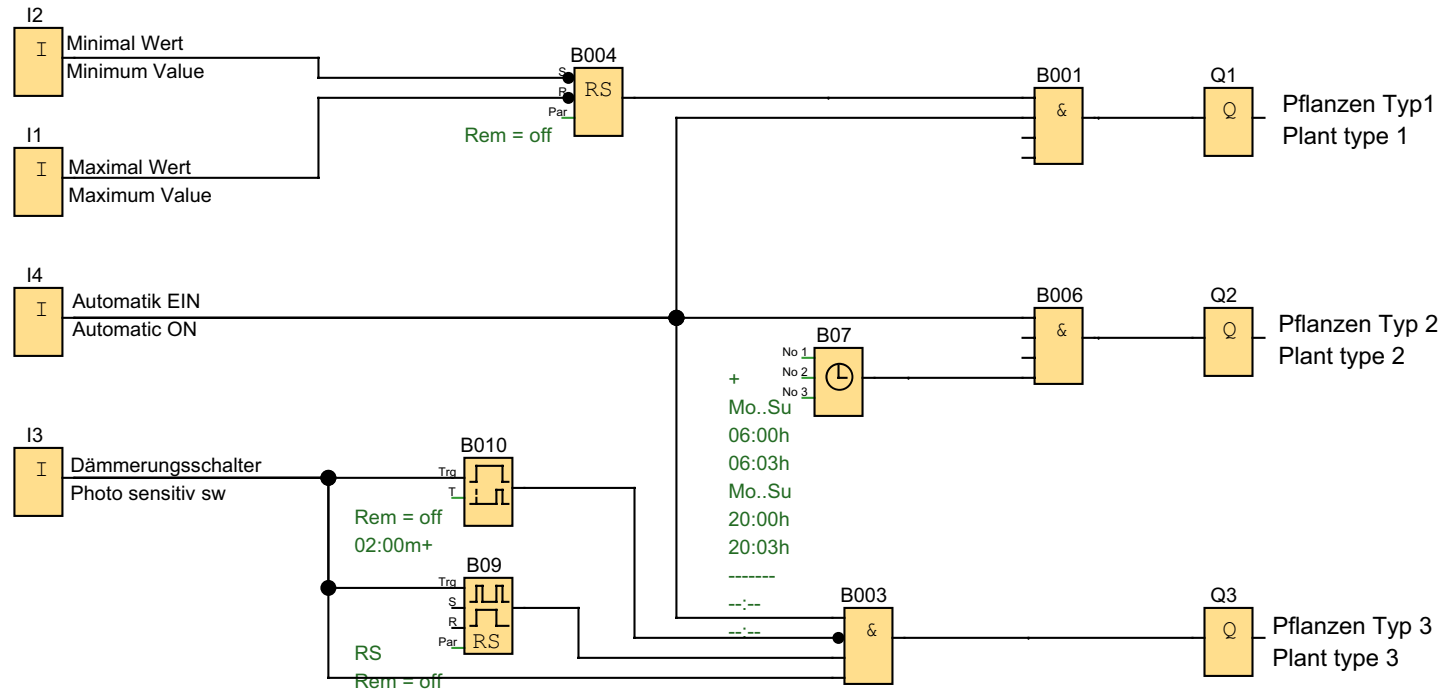 I2
I
Minimal Wert
Minimum Value
I1
I
Maximal Wert
Maximum Value
B004
S
R
Par
RS
Rem = off
B001
&
Q1
Q
Pflanzen Typ1
Plant type 1
I4
I
Automatik EIN
Automatic ON
B006
&
Q2
Q
Pflanzen Typ 2
Plant type 2
B07
No 1
No 2
No 3
+
Mo..Su
06:00h
06:03h
Mo..Su
20:00h
20:03h
-------
--:--
--:--
I3
I
Dämmerungsschalter
Photo sensitiv sw
B010
Trg
T
Rem = off
02:00m+
B09
Trg
S
R
Par
RS
RS
Rem = off
B003
&
Q3
Q
Pflanzen Typ 3
Plant type 3